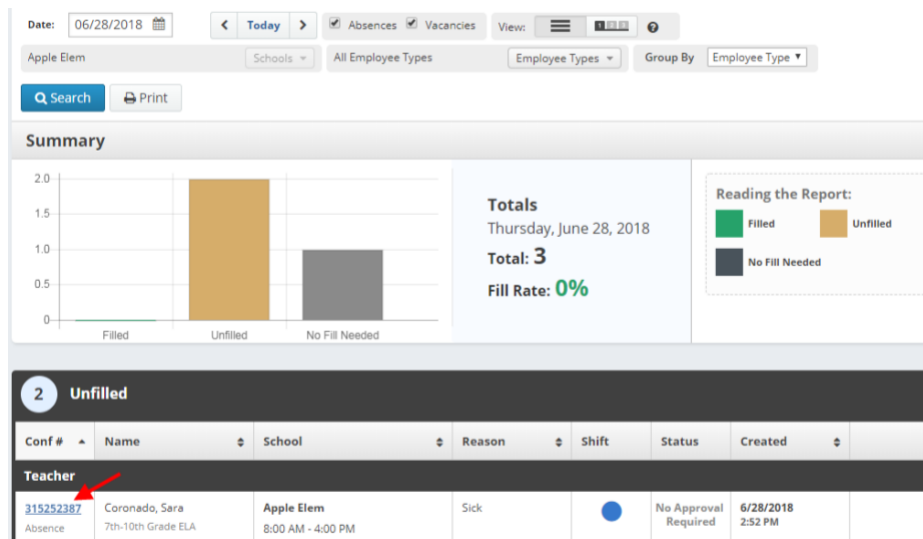 Date: 06/28/2018 Today Absences Vacancies View: 1 2 3 ?
Apple Elem Schools All Employee Types Employee Types Group By Employee Type
Search Print
Summary
2.0
1.5
1.0
0.5
0
Filled Unfilled No Fill Needed
Totals
Thursday, June 28, 2018
Total: 3
Fill Rate: 0%
Reading the Report:
Filled Unfilled
No Fill Needed
2 Unfilled
Conf # Name School Reason Shift Status Created
Teacher
315252387 Coronado, Sara Apple Elem Sick No Approval 6/28/2018
Absence 7th-10th Grade ELA 8:00 AM - 4:00 PM Required 2:52 PM